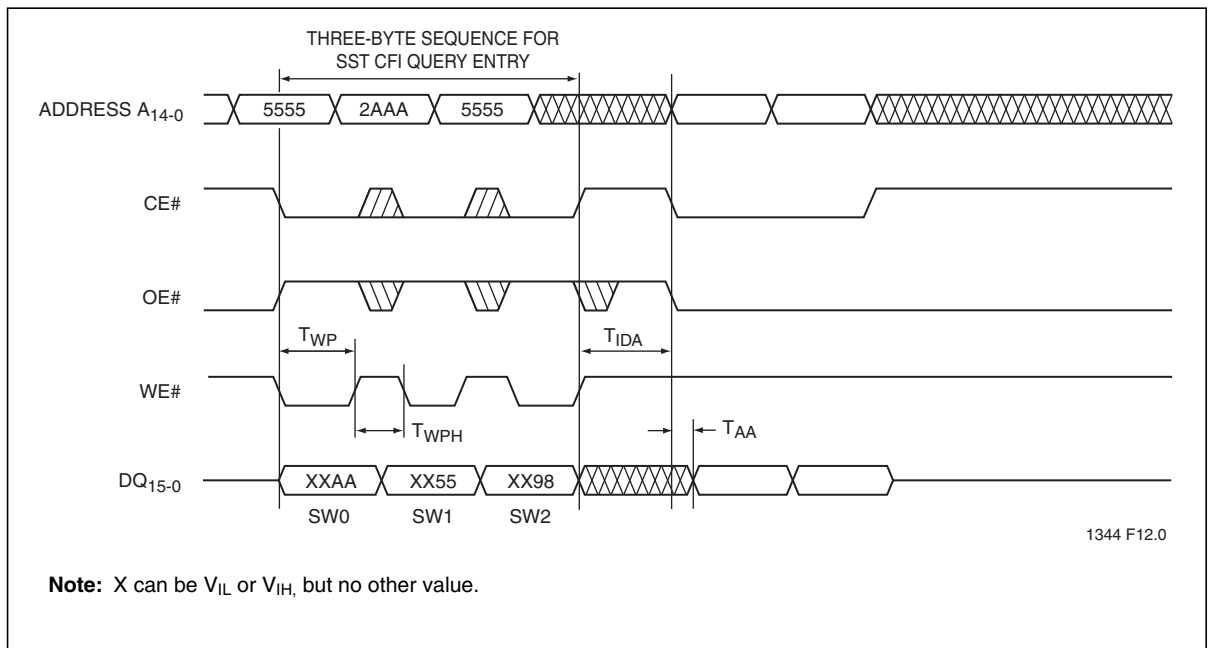 THREE-BYTE SEQUENCE FOR
SST CFI QUERY ENTRY
ADDRESS A14-0
5555 2AAA 5555
CE#
OE#
TWP TIDA
WE#
TWPH TAA
DQ15-0
XXAA XX55 XX98
SW0 SW1 SW2
1344 F12.0
Note: X can be VIL or VIH, but no other value.